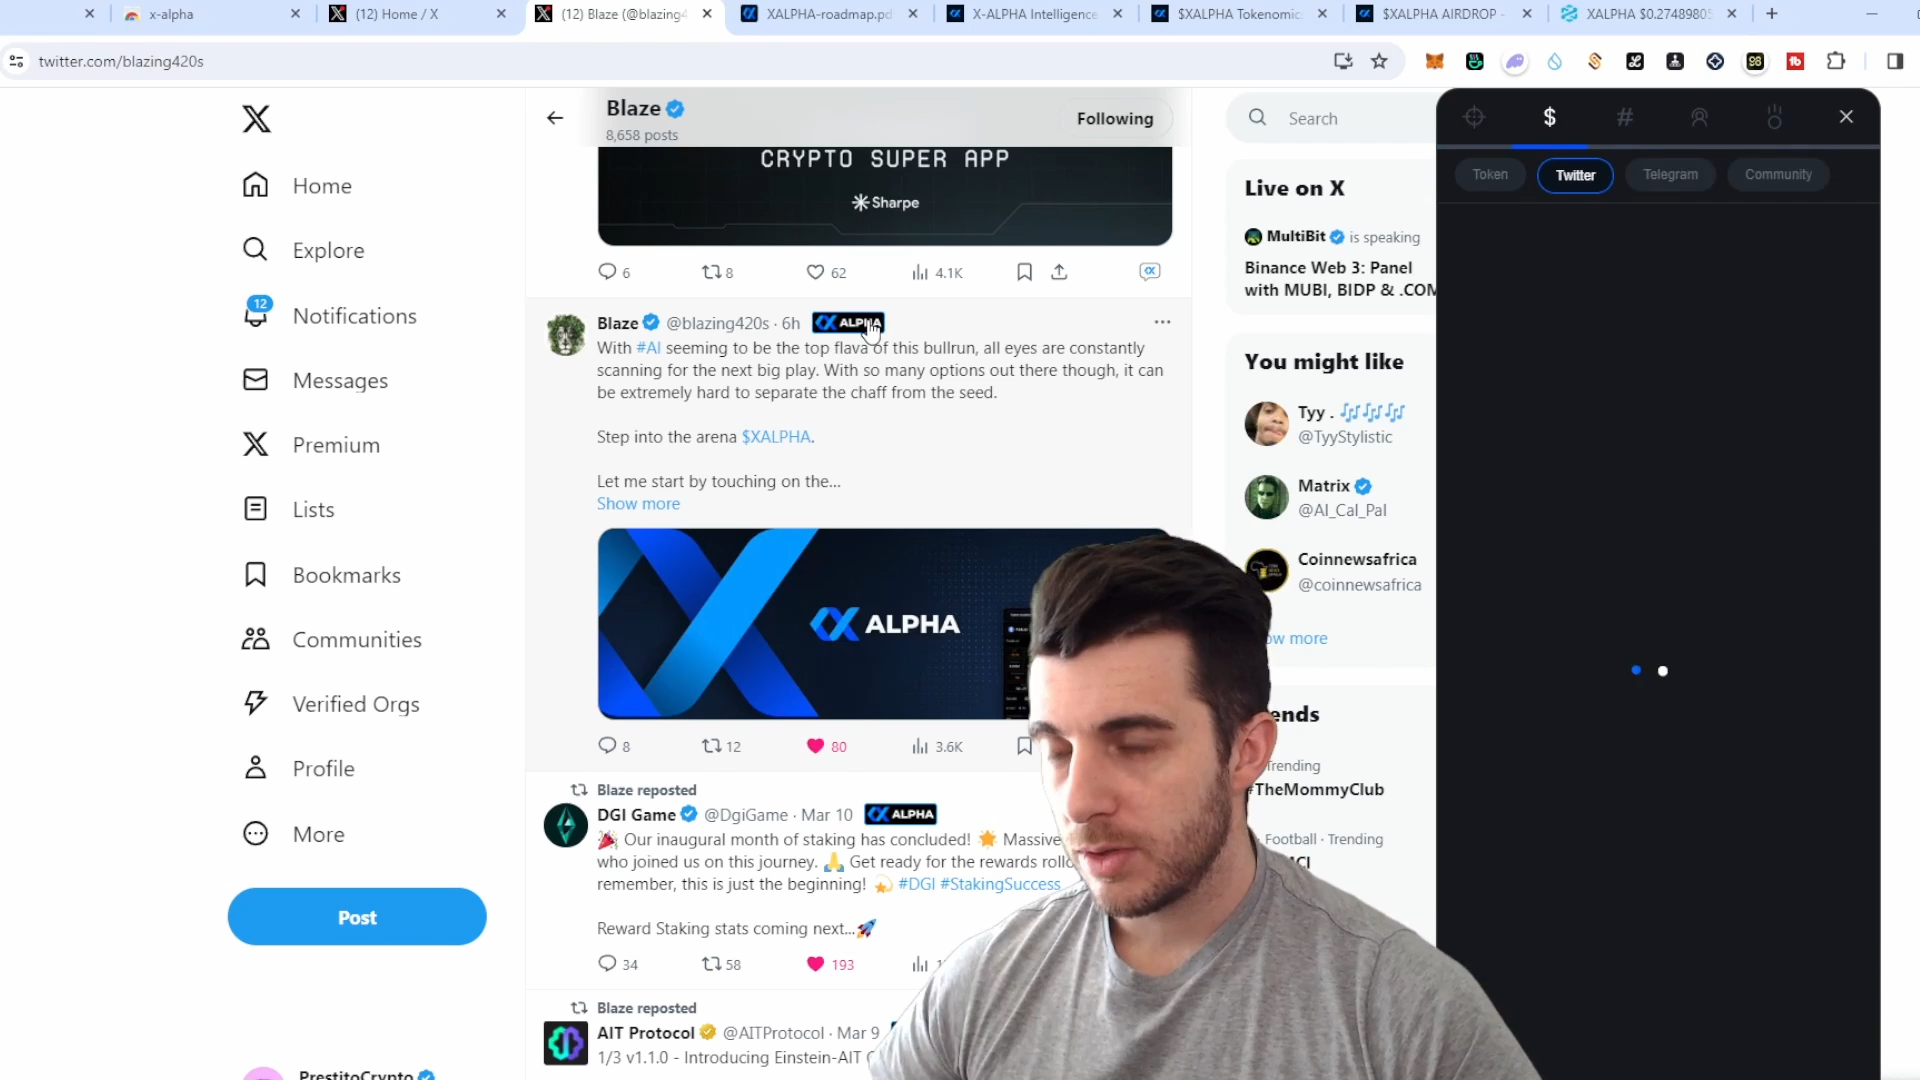 x-alpha
(12) Home / X
(12) Blaze (@blazing4
XALPHA-roadmap.pd
X-ALPHA Intelligence
$XALPHA Tokenomic
$XALPHA AIRDROP -
XALPHA $0.27489805
twitter.com/blazing420s
Blaze
8,658 posts
Following
Search
Home
Explore
12
Notifications
Messages
Premium
Lists
Bookmarks
Communities
Verified Orgs
Profile
More
Post
PrestitoCrypto
CRYPTO SUPER APP
Sharpe
6
8
62
4.1K
Blaze @blazing420s · 6h ALPHA
With #AI seeming to be the top flava of this bullrun, all eyes are constantly
scanning for the next big play. With so many options out there though, it can
be extremely hard to separate the chaff from the seed.
Step into the arena $XALPHA.
Let me start by touching on the...
Show more
ALPHA
8
12
80
3.6K
Blaze reposted
DGI Game @DgiGame · Mar 10 ALPHA
🎉 Our inaugural month of staking has concluded! 🌟 Massive
who joined us on this journey. 🙏 Get ready for the rewards rollo
remember, this is just the beginning! 💫 #DGI #StakingSuccess
Reward Staking stats coming next...🚀
34
58
193
Blaze reposted
AIT Protocol @AITProtocol · Mar 9
1/3 v1.1.0 - Introducing Einstein-AIT
Live on X
MultiBit is speaking
Binance Web 3: Panel
with MUBI, BIDP & .COM
You might like
Tyy . 🎶🎶🎶
@TyyStylistic
Matrix
@AI_Cal_Pal
Coinnewsafrica
@coinnewsafrica
ow more
ends
Trending
#TheMommyClub
Football · Trending
$
#
Token
Twitter
Telegram
Community